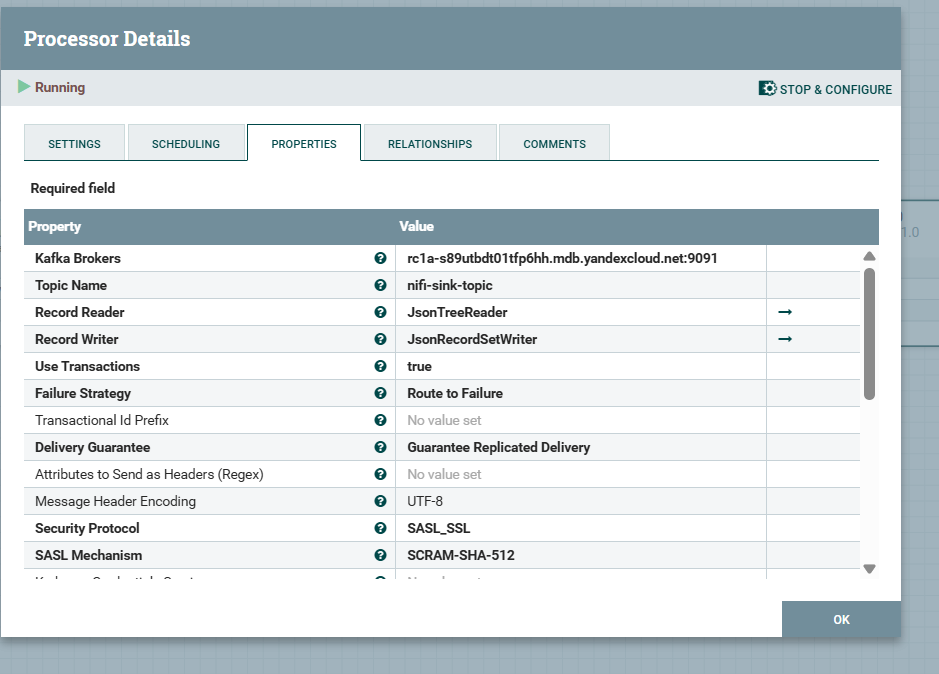 Processor Details
Running
STOP & CONFIGURE
SETTINGS SCHEDULING PROPERTIES RELATIONSHIPS COMMENTS
Required field
Property Value
Kafka Brokers ? rc1a-s89utbdt01tfp6hh.mdb.yandexcloud.net:9091
Topic Name ? nifi-sink-topic
1.0
Record Reader ? JsonTreeReader
Record Writer ? JsonRecordSetWriter
Use Transactions ? true
Failure Strategy ? Route to Failure
Transactional Id Prefix ? No value set
Delivery Guarantee ? Guarantee Replicated Delivery
Attributes to Send as Headers (Regex) ? No value set
Message Header Encoding ? UTF-8
Security Protocol ? SASL_SSL
SASL Mechanism ? SCRAM-SHA-512
OK